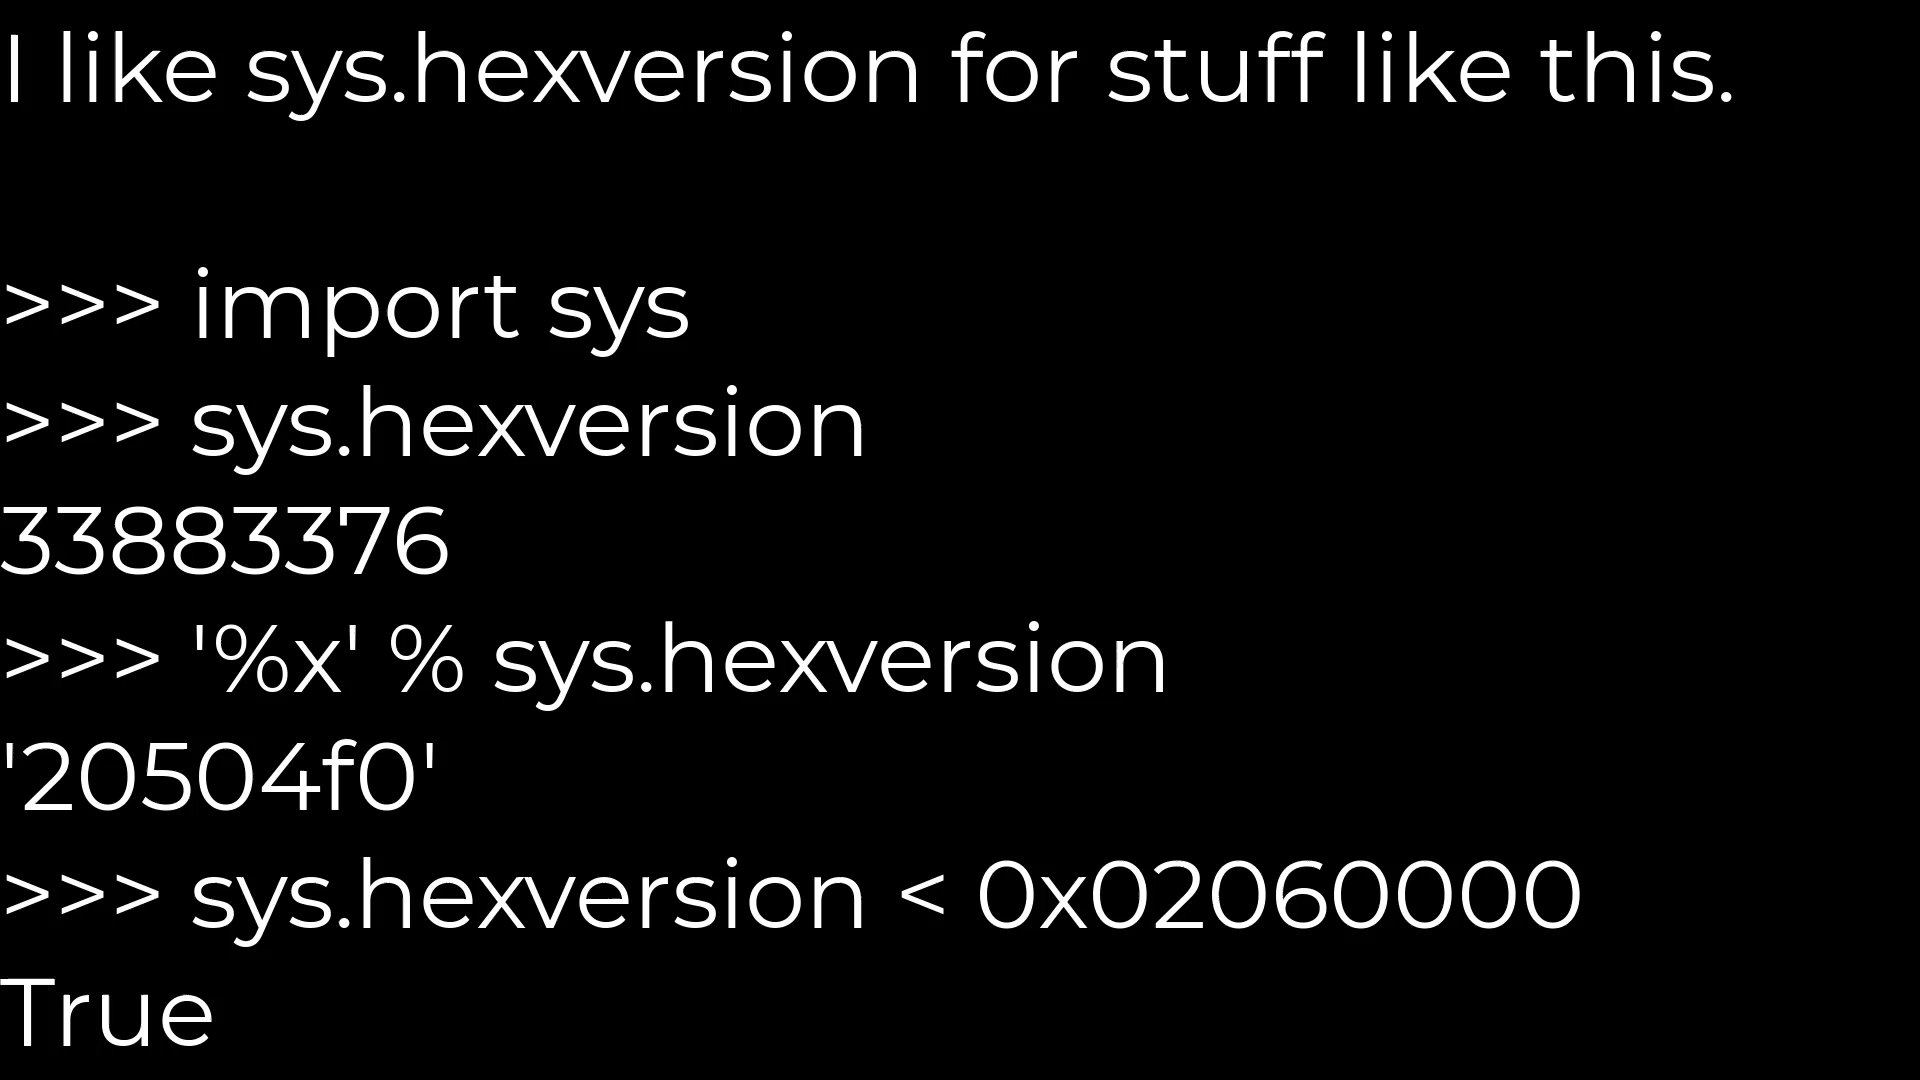 I like sys.hexversion for stuff like this.
>>> import sys
>>> sys.hexversion
33883376
>>> '%x' % sys.hexversion
'20504f0'
>>> sys.hexversion < 0x02060000
True